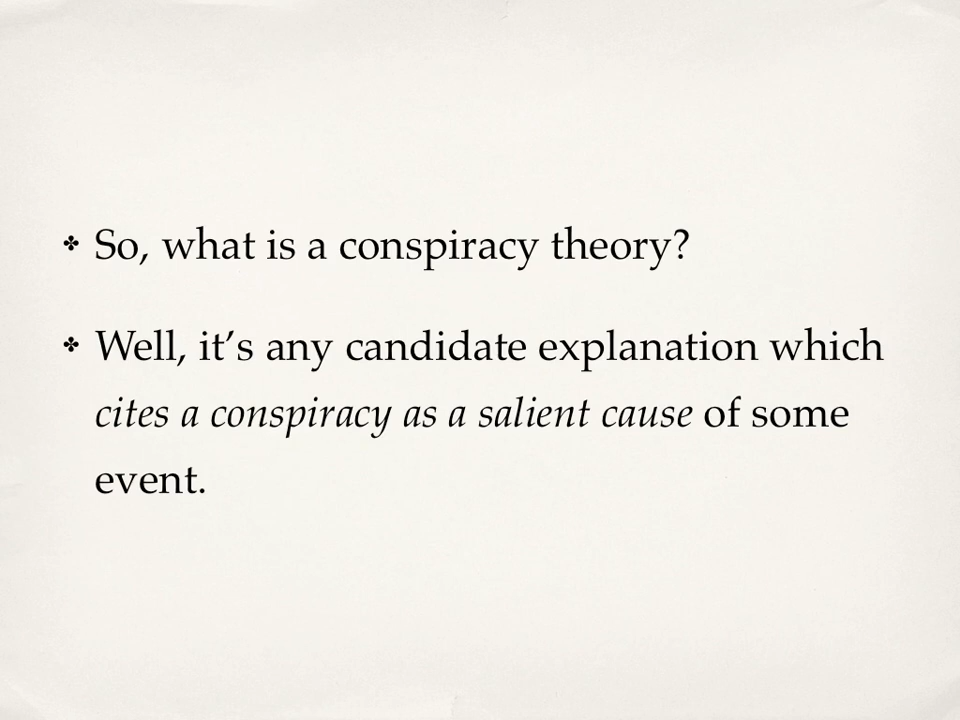 ✤ So, what is a conspiracy theory?
✤ Well, it’s any candidate explanation which
cites a conspiracy as a salient cause of some
event.